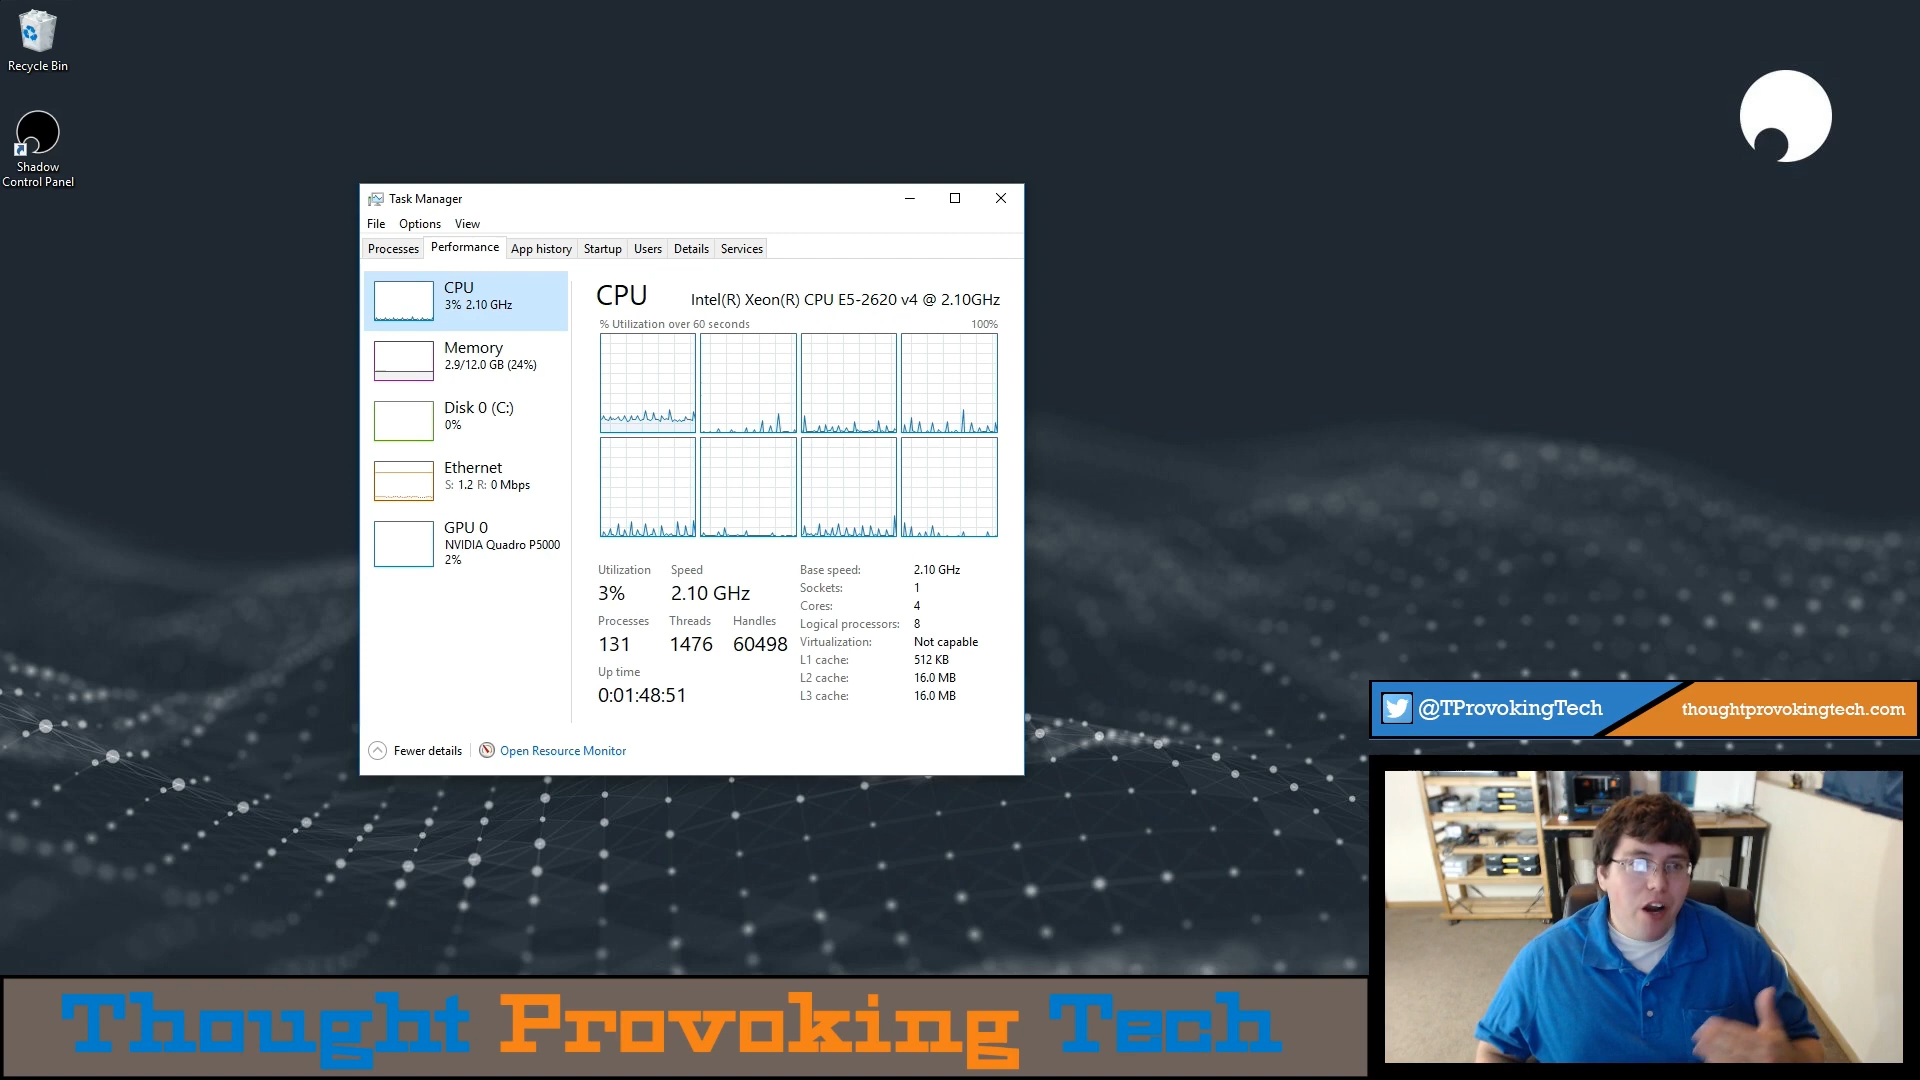 Recycle Bin
Shadow
Control Panel
Task Manager
File Options View
Processes Performance App history Startup Users Details Services
CPU
3% 2.10 GHz
Memory
2.9/12.0 GB (24%)
Disk 0 (C:)
0%
Ethernet
S: 1.2 R: 0 Mbps
GPU 0
NVIDIA Quadro P5000
2%
CPU Intel(R) Xeon(R) CPU E5-2620 v4 @ 2.10GHz
% Utilization over 60 seconds 100%
Utilization Speed
3% 2.10 GHz
Processes Threads Handles
131 1476 60498
Up time
0:01:48:51
Base speed: 2.10 GHz
Sockets: 1
Cores: 4
Logical processors: 8
Virtualization: Not capable
L1 cache: 512 KB
L2 cache: 16.0 MB
L3 cache: 16.0 MB
Fewer details Open Resource Monitor
@TProvokingTech thoughtprovokingtech.com
Thought Provoking Tech